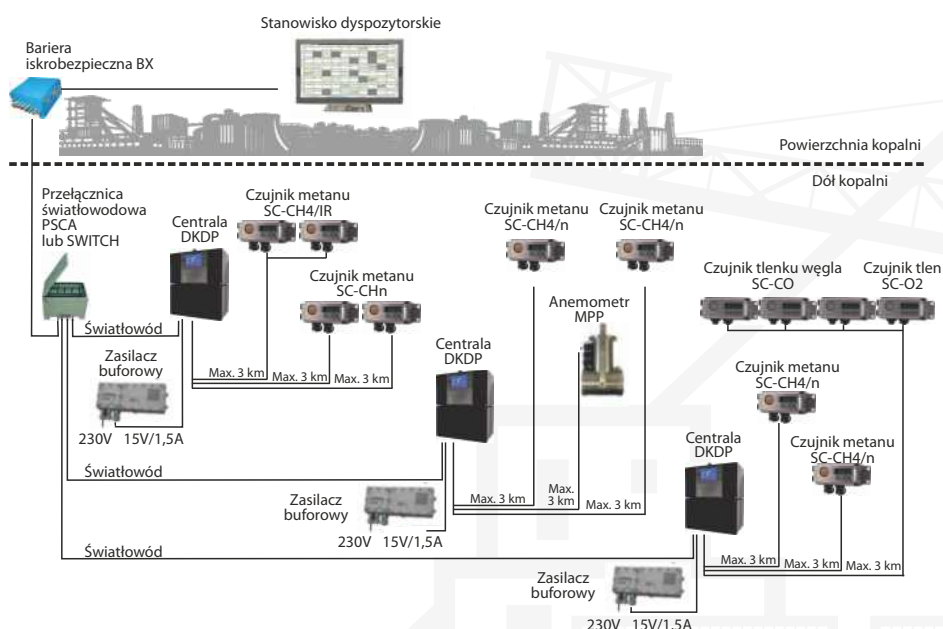 Stanowisko dyspozytorskie
Bariera
iskrobezpieczna BX
Powierzchnia kopalni
Dół kopalni
Przełącznica
światłowodowa
PSCA
lub SWITCH
Centrala
DKDP
Czujnik metanu
SC-CH4/IR
Czujnik metanu
SC-CHn
Czujnik metanu
SC-CH4/n
Czujnik metanu
SC-CH4/n
Anemometr
MPP
Czujnik tlenku węgla
SC-CO
Czujnik tlen
SC-O2
Światłowód
Zasilacz
buforowy
230V 15V/1,5A
Max. 3 km
Max. 3 km
Max. 3 km
Centrala
DKDP
Światłowód
Zasilacz
buforowy
230V 15V/1,5A
Max. 3 km
Max.
3 km
Max. 3 km
Czujnik metanu
SC-CH4/n
Czujnik metanu
SC-CH4/n
Centrala
DKDP
Światłowód
Zasilacz
buforowy
230V 15V/1,5A
Max. 3 km
Max. 3 km
Max. 3 km